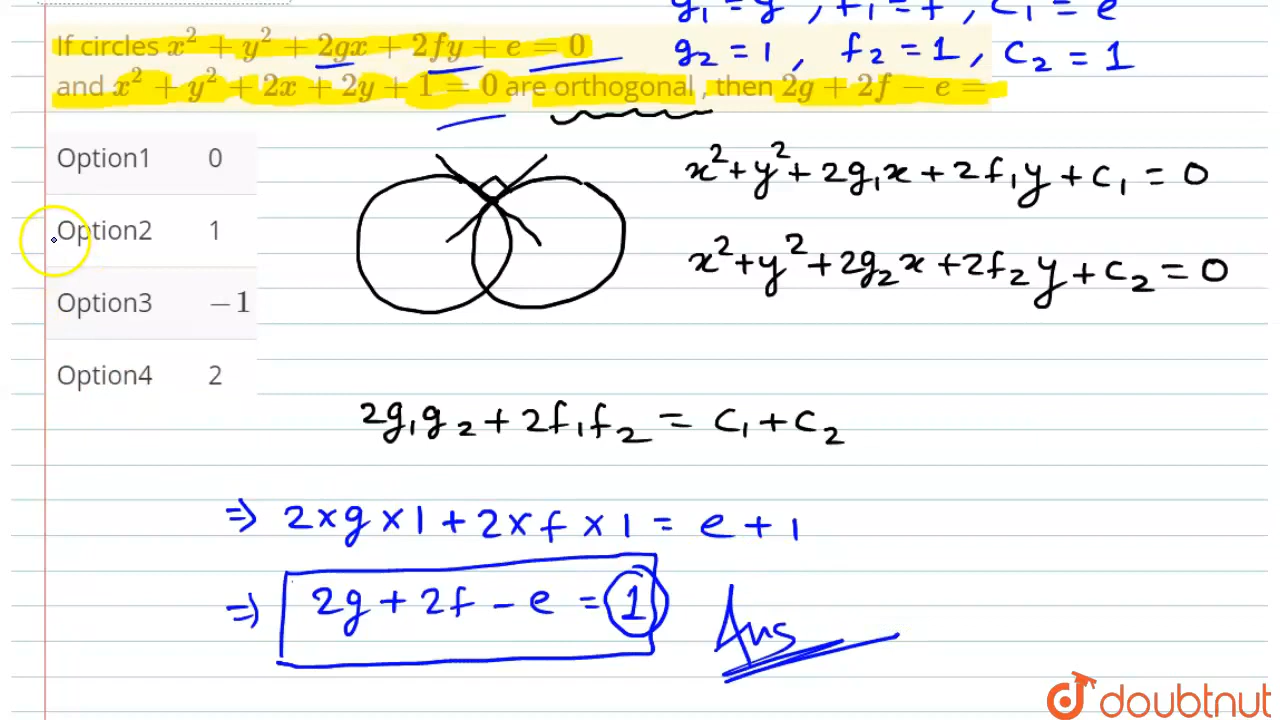 g₁ = g , f₁ = f , c₁ = e
If circles x² + y² + 2gx + 2fy + e = 0
g₂ = 1 , f₂ = 1 , c₂ = 1
and x² + y² + 2x + 2y + 1 = 0 are orthogonal , then 2g + 2f − e =
Option1 0
x² + y² + 2g₁x + 2f₁y + c₁ = 0
Option2 1
x² + y² + 2g₂x + 2f₂y + c₂ = 0
Option3 −1
Option4 2
2g₁g₂ + 2f₁f₂ = c₁ + c₂
⇒ 2×g×1 + 2×f×1 = e + 1
⇒ 2g + 2f − e = 1
Ans
doubtnut